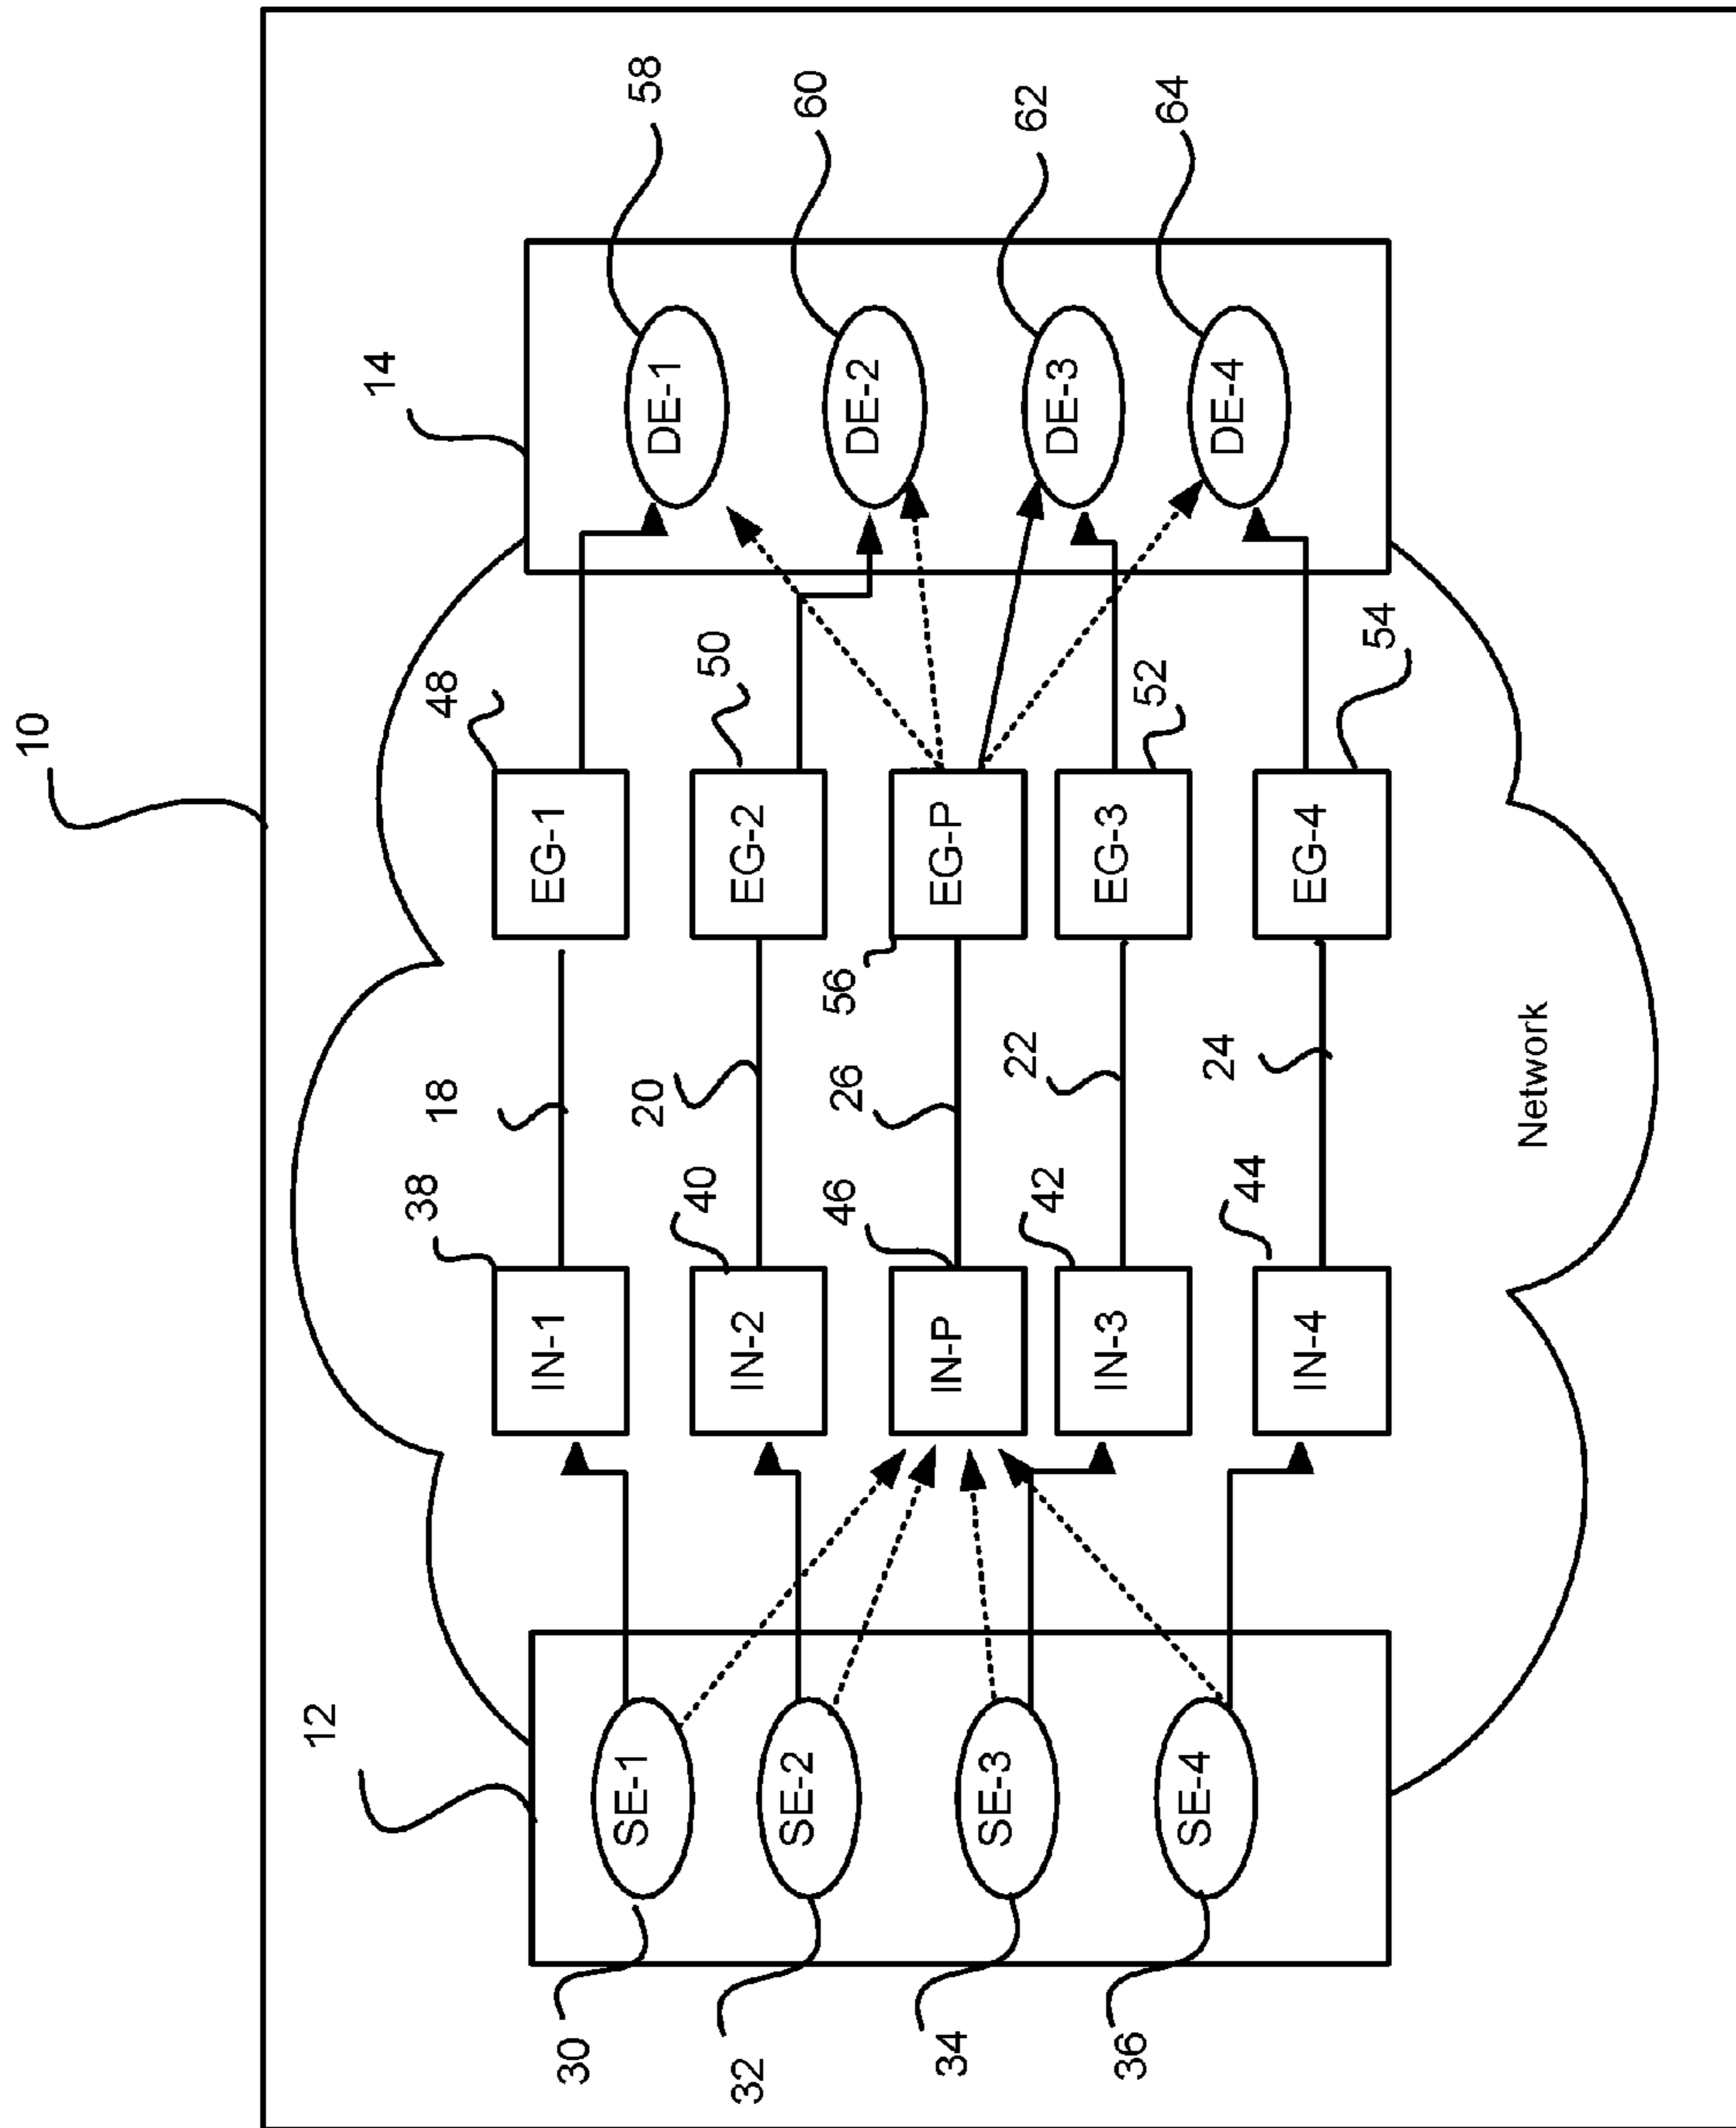 10
12
14
SE-1
SE-2
SE-3
SE-4
30
32
34
36
IN-1
IN-2
IN-P
IN-3
IN-4
38
40
46
42
44
18
20
26
22
24
EG-1
EG-2
EG-P
EG-3
EG-4
48
50
56
52
54
DE-1
DE-2
DE-3
DE-4
58
60
62
64
Network